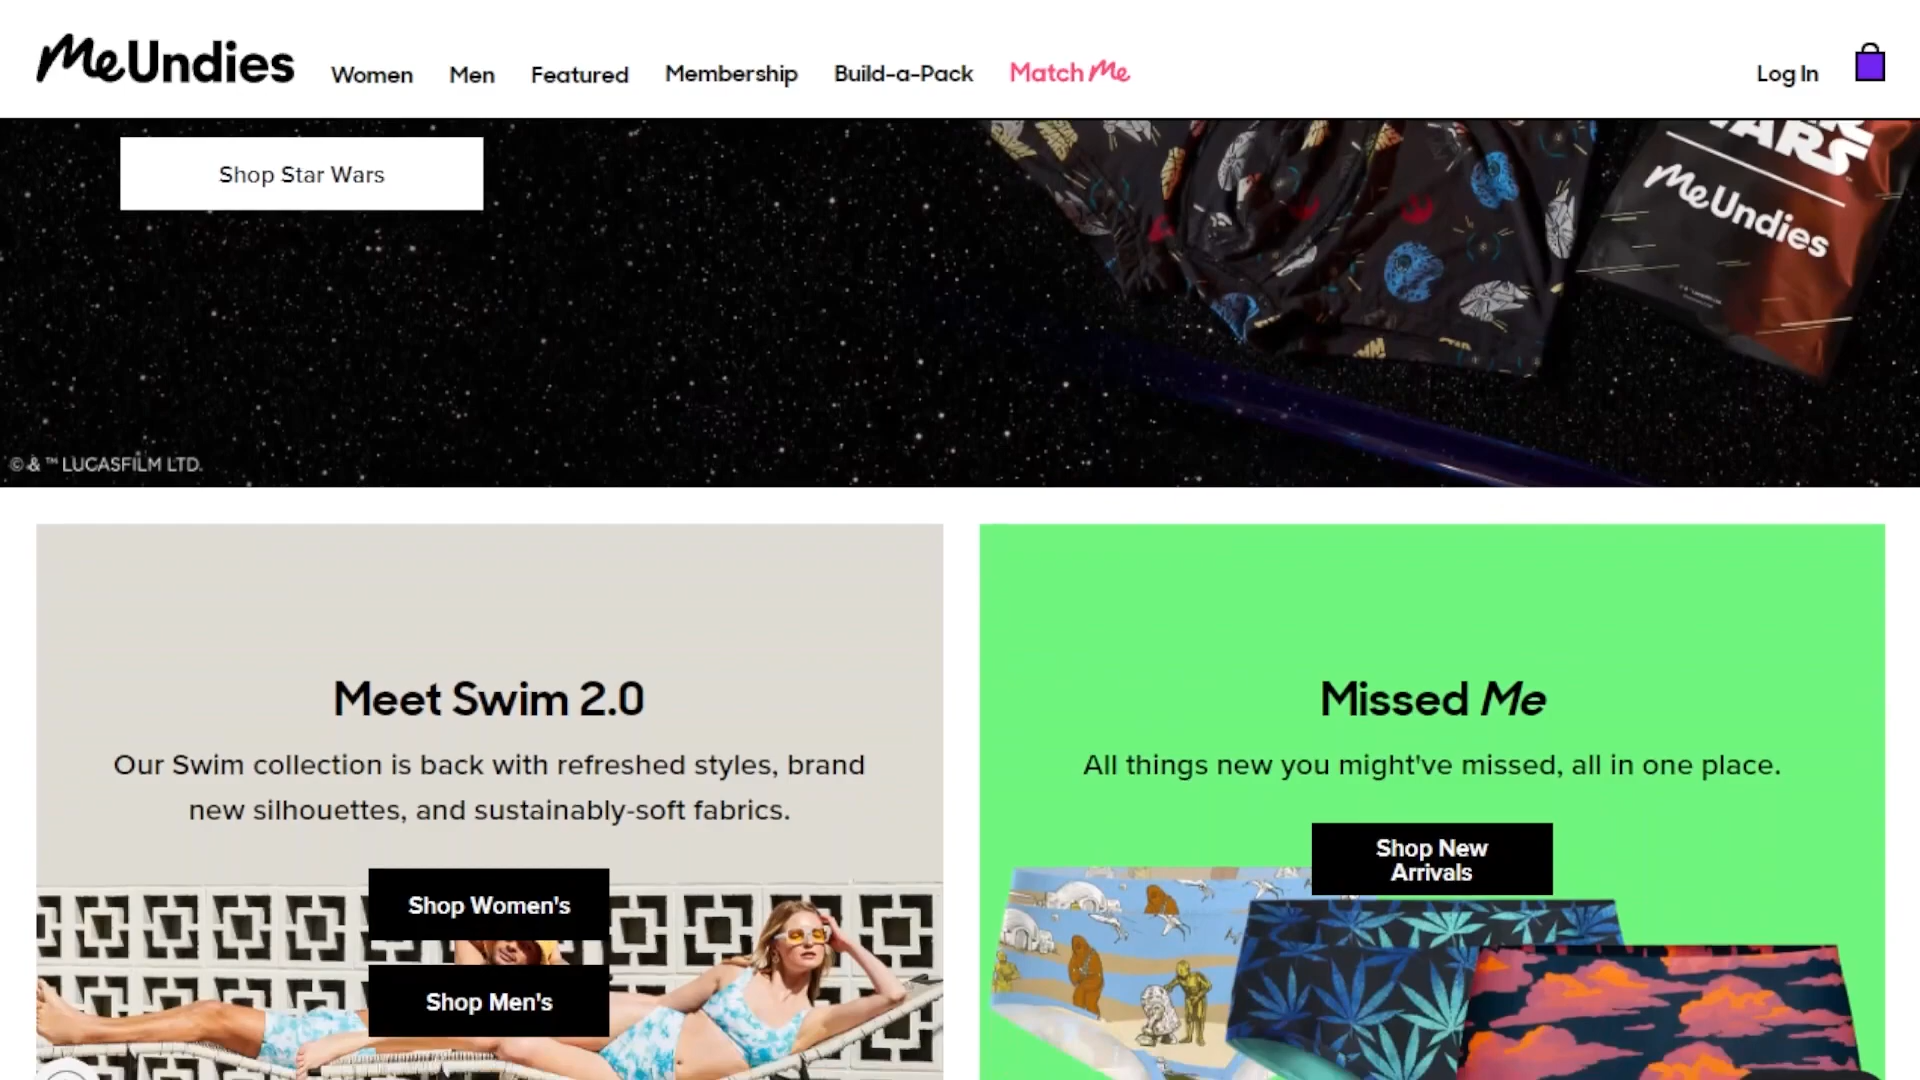 MeUndies
Women
Men
Featured
Membership
Build-a-Pack
Match Me
Log In
Shop Star Wars
WARS
MeUndies
© & ™ LUCASFILM LTD.
Meet Swim 2.0
Our Swim collection is back with refreshed styles, brand
new silhouettes, and sustainably-soft fabrics.
Shop Women's
Shop Men's
Missed Me
All things new you might've missed, all in one place.
Shop New
Arrivals